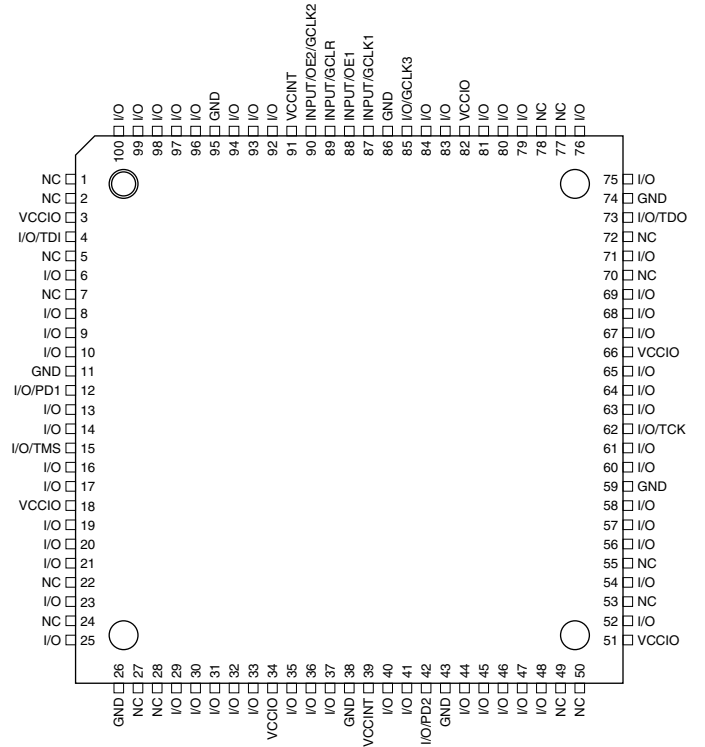 I/O
I/O
I/O
I/O
I/O
GND
I/O
I/O
I/O
VCCINT
INPUT/OE2/GCLK2
INPUT/GCLR
INPUT/OE1
INPUT/GCLK1
GND
I/O/GCLK3
I/O
I/O
VCCIO
I/O
I/O
I/O
NC
NC
I/O
100
99
98
97
96
95
94
93
92
91
90
89
88
87
86
85
84
83
82
81
80
79
78
77
76
NC 1
NC 2
VCCIO 3
I/O/TDI 4
NC 5
I/O 6
NC 7
I/O 8
I/O 9
I/O 10
GND 11
I/O/PD1 12
I/O 13
I/O 14
I/O/TMS 15
I/O 16
I/O 17
VCCIO 18
I/O 19
I/O 20
I/O 21
NC 22
I/O 23
NC 24
I/O 25
75 I/O
74 GND
73 I/O/TDO
72 NC
71 I/O
70 NC
69 I/O
68 I/O
67 I/O
66 VCCIO
65 I/O
64 I/O
63 I/O
62 I/O/TCK
61 I/O
60 I/O
59 GND
58 I/O
57 I/O
56 I/O
55 NC
54 I/O
53 NC
52 I/O
51 VCCIO
26
27
28
29
30
31
32
33
34
35
36
37
38
39
40
41
42
43
44
45
46
47
48
49
50
GND
NC
NC
I/O
I/O
I/O
I/O
I/O
VCCIO
I/O
I/O
I/O
GND
VCCINT
I/O
I/O
I/O/PD2
GND
I/O
I/O
I/O
I/O
I/O
NC
NC